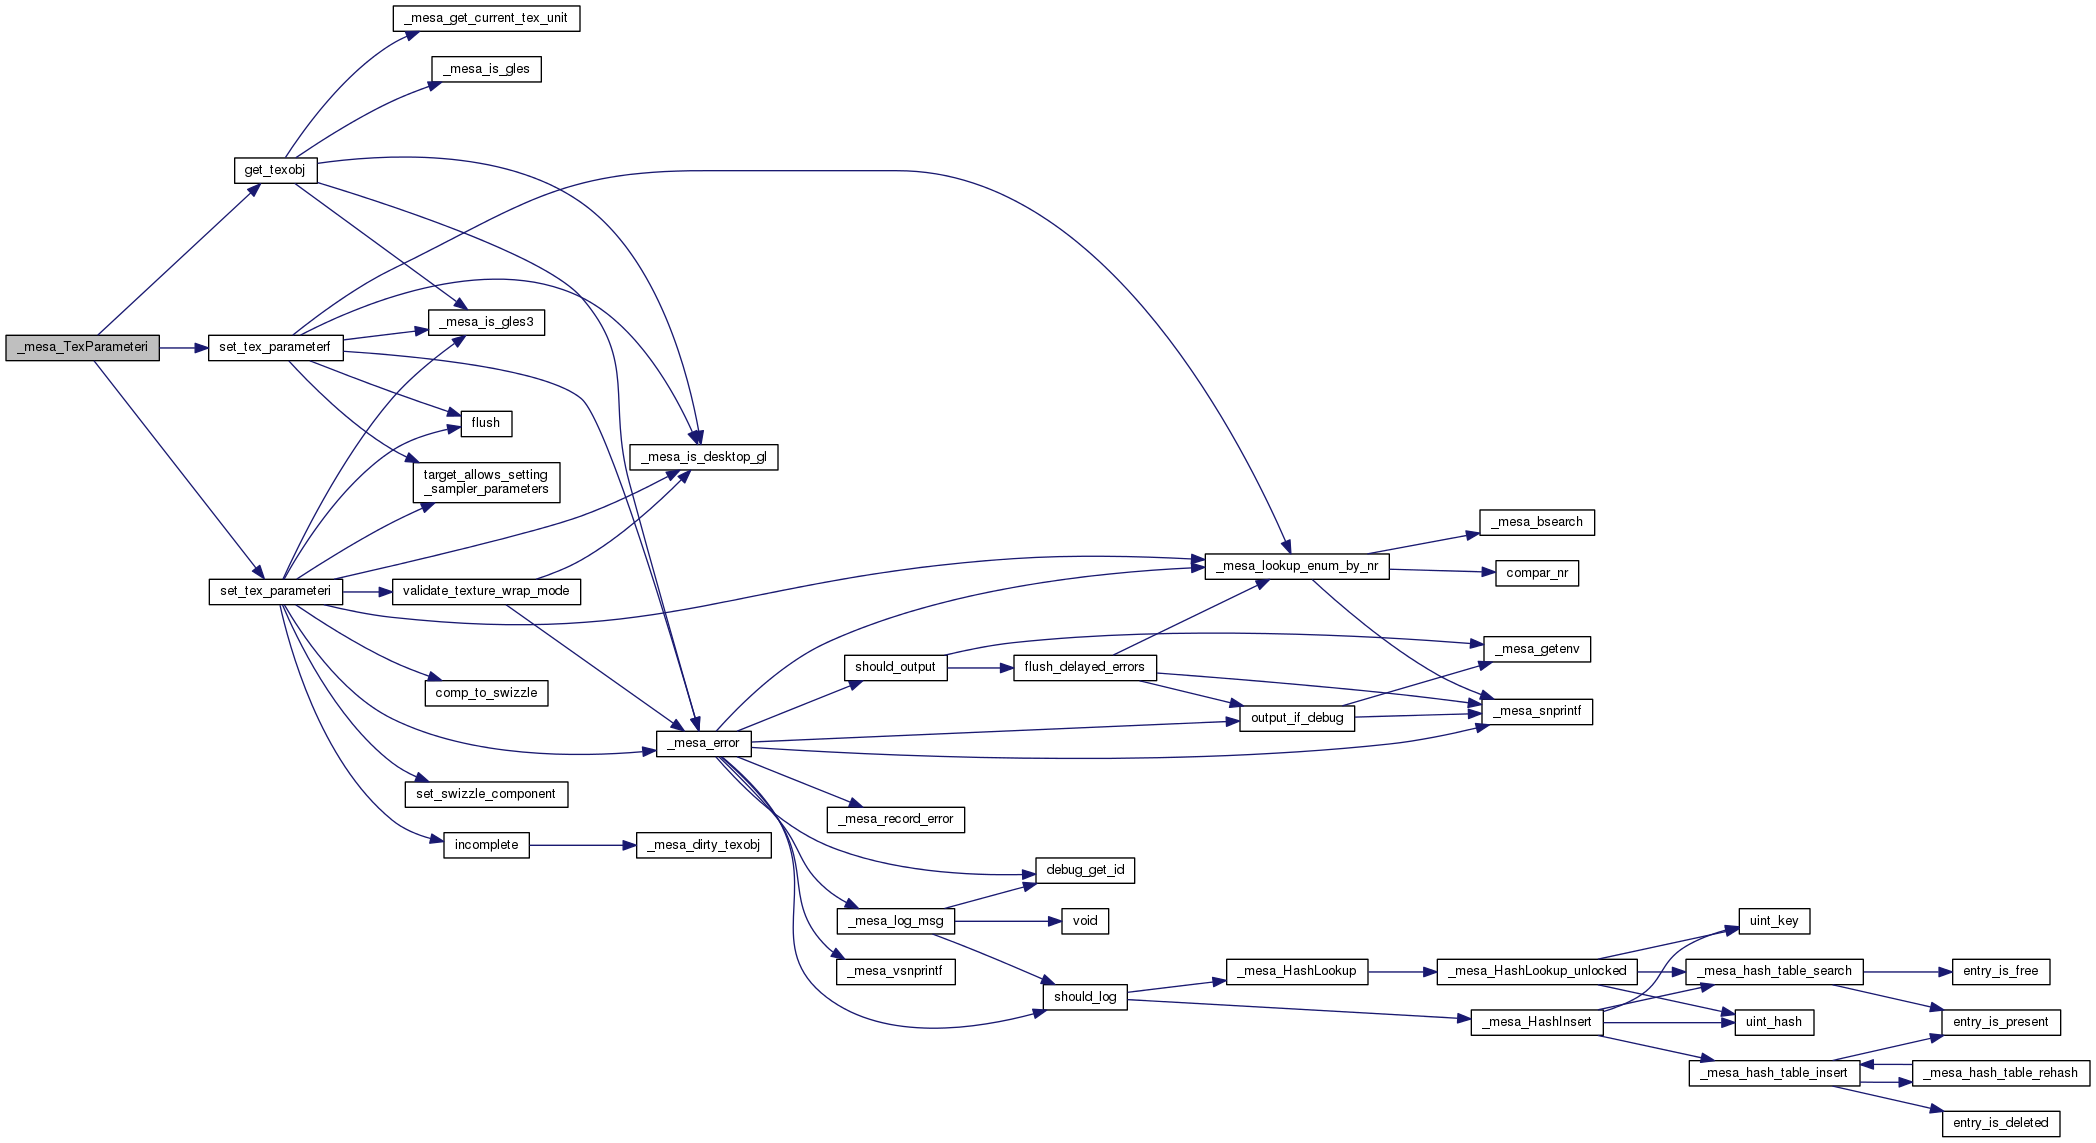 _mesa_get_current_tex_unit
_mesa_is_gles
get_texobj
_mesa_is_gles3
_mesa_TexParameteri
set_tex_parameterf
flush
_mesa_is_desktop_gl
target_allows_setting
_sampler_parameters
_mesa_bsearch
_mesa_lookup_enum_by_nr
compar_nr
set_tex_parameteri
validate_texture_wrap_mode
_mesa_getenv
should_output
flush_delayed_errors
comp_to_swizzle
_mesa_snprintf
output_if_debug
_mesa_error
set_swizzle_component
_mesa_record_error
incomplete
_mesa_dirty_texobj
debug_get_id
_mesa_log_msg
void
uint_key
_mesa_vsnprintf
_mesa_HashLookup
_mesa_HashLookup_unlocked
_mesa_hash_table_search
entry_is_free
should_log
_mesa_HashInsert
uint_hash
entry_is_present
_mesa_hash_table_insert
_mesa_hash_table_rehash
entry_is_deleted